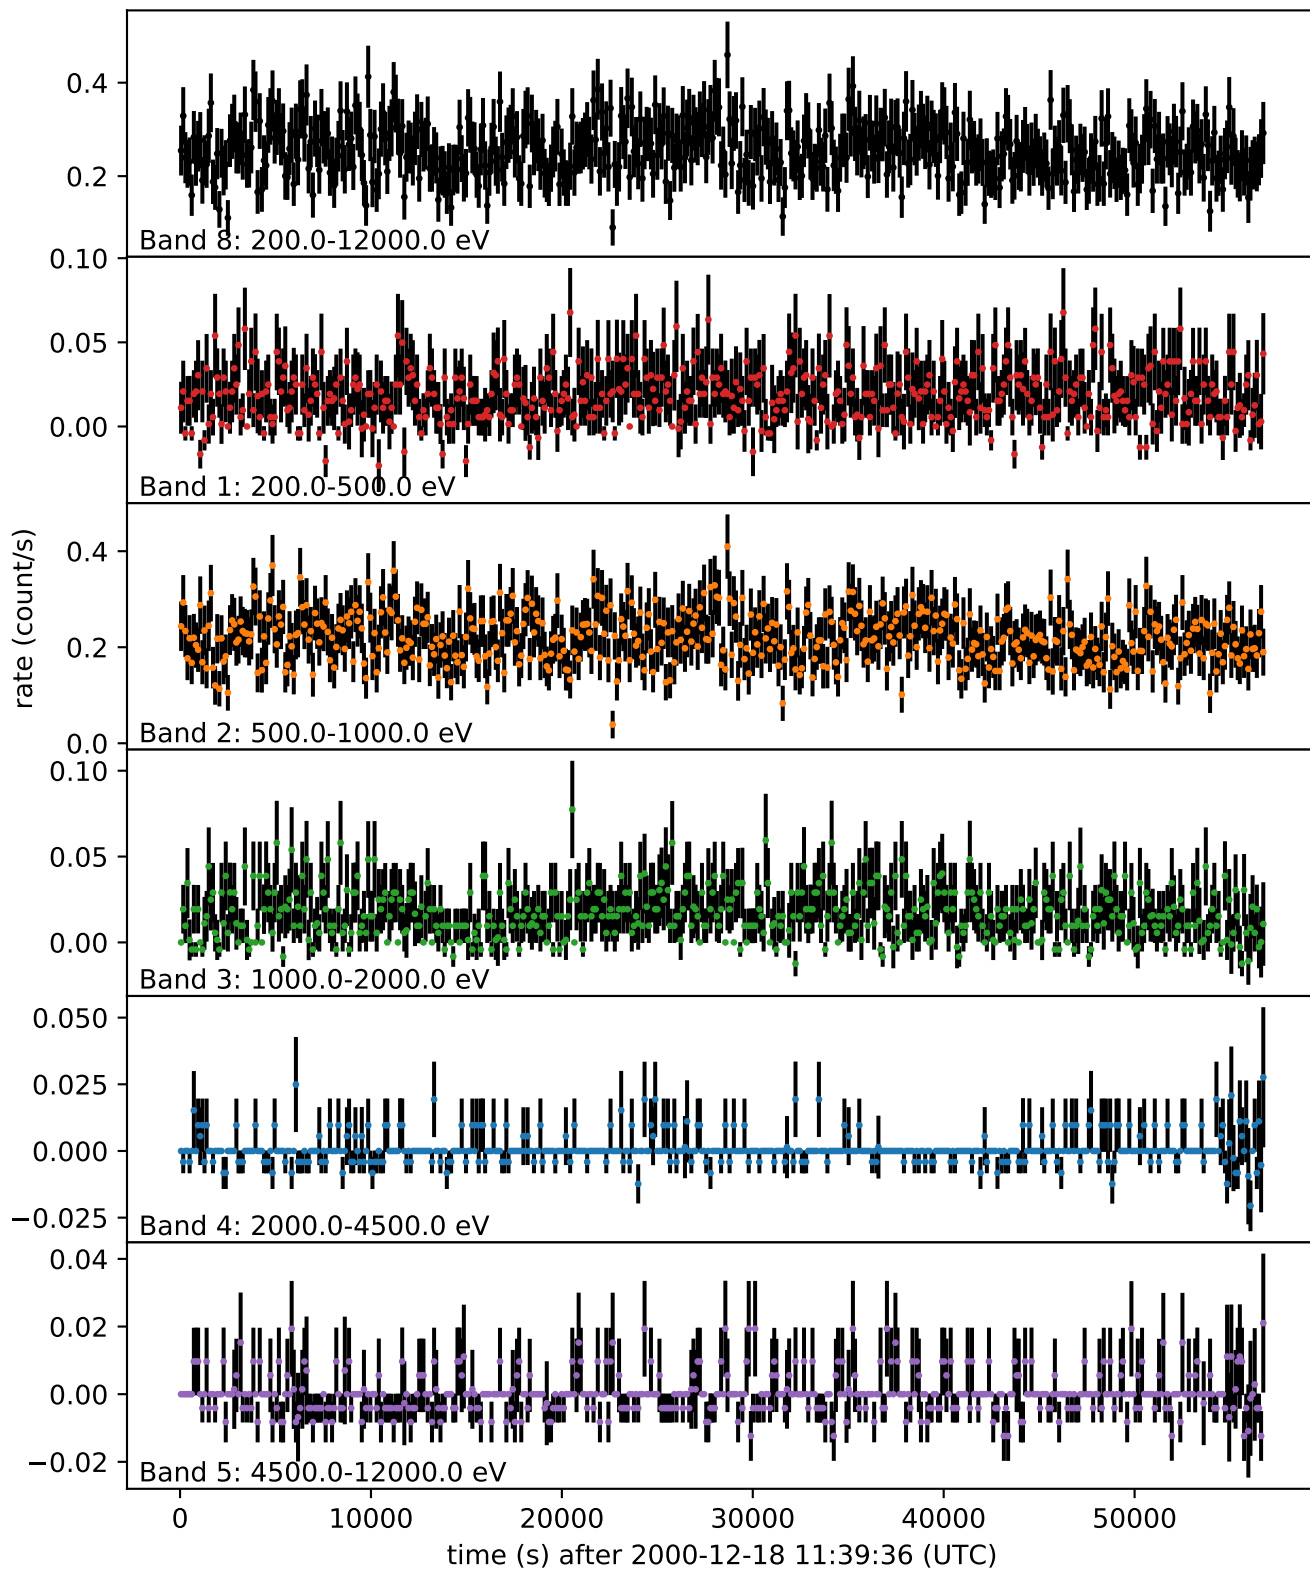 0.4
0.2
Band 8: 200.0-12000.0 eV
0.10
0.05
0.00
Band 1: 200.0-500.0 eV
rate (count/s)
0.4
0.2
0.0
Band 2: 500.0-1000.0 eV
0.10
0.05
0.00
Band 3: 1000.0-2000.0 eV
0.050
0.025
0.000
−0.025
Band 4: 2000.0-4500.0 eV
0.04
0.02
0.00
−0.02
Band 5: 4500.0-12000.0 eV
0 10000 20000 30000 40000 50000
time (s) after 2000-12-18 11:39:36 (UTC)